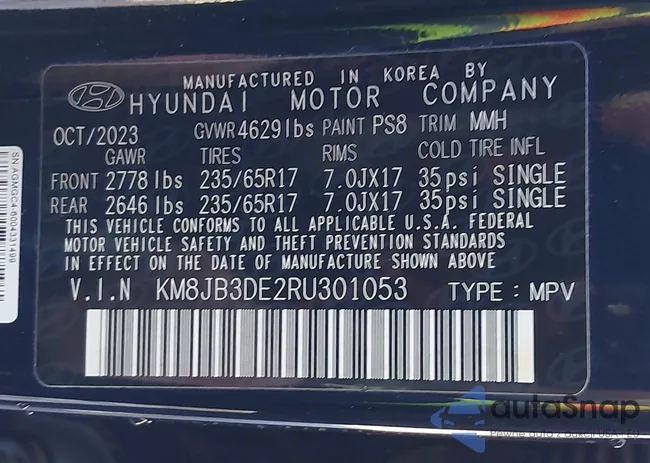 MANUFACTURED IN KOREA BY
HYUNDAI MOTOR COMPANY
OCT/2023 GVWR 4629lbs PAINT PS8 TRIM MMH
GAWR TIRES RIMS COLD TIRE INFL
FRONT 2778 lbs 235/65R17 7.0JX17 35psi SINGLE
REAR 2646 lbs 235/65R17 7.0JX17 35psi SINGLE
THIS VEHICLE CONFORMS TO ALL APPLICABLE U.S.A. FEDERAL
MOTOR VEHICLE SAFETY AND THEFT PREVENTION STANDARDS
IN EFFECT ON THE DATE OF MANUFACTURE SHOWN ABOVE
V.I.N KM8JB3DE2RU301053 TYPE : MPV
autoSnap